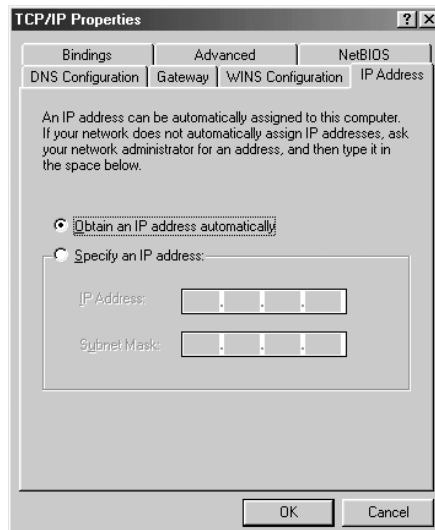 TCP/IP Properties
Bindings Advanced NetBIOS
DNS Configuration Gateway WINS Configuration IP Address
An IP address can be automatically assigned to this computer.
If your network does not automatically assign IP addresses, ask
your network administrator for an address, and then type it in
the space below.
Obtain an IP address automatically
Specify an IP address:
IP Address:
Subnet Mask:
OK Cancel